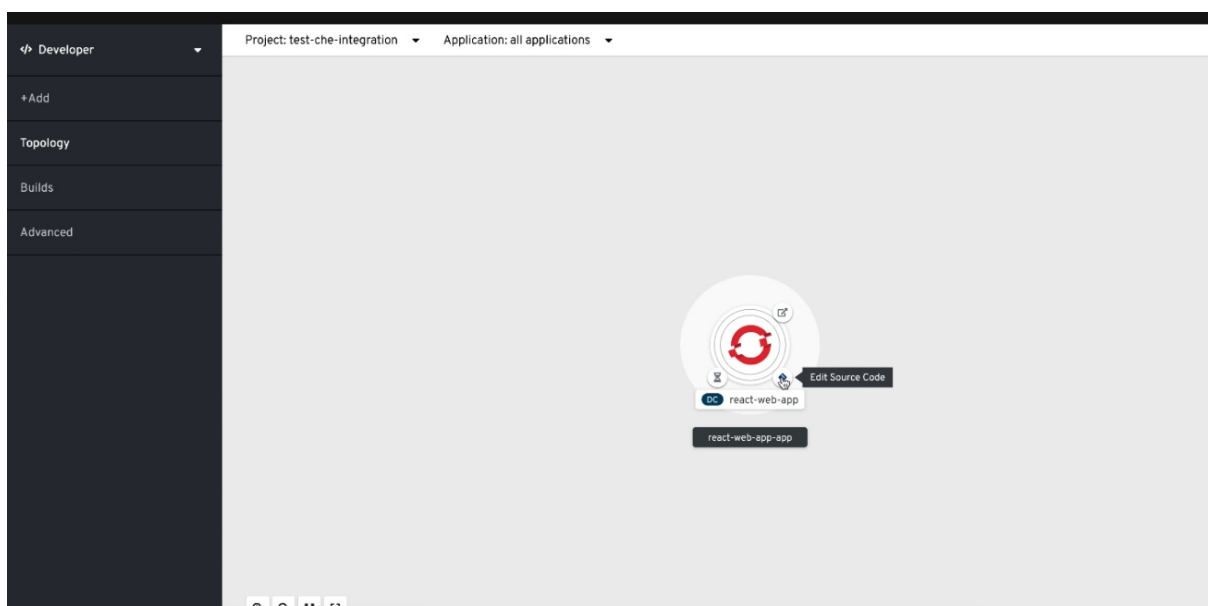 </> Developer
Project: test-che-integration
Application: all applications
+Add
Topology
Builds
Advanced
Edit Source Code
DC react-web-app
react-web-app-app